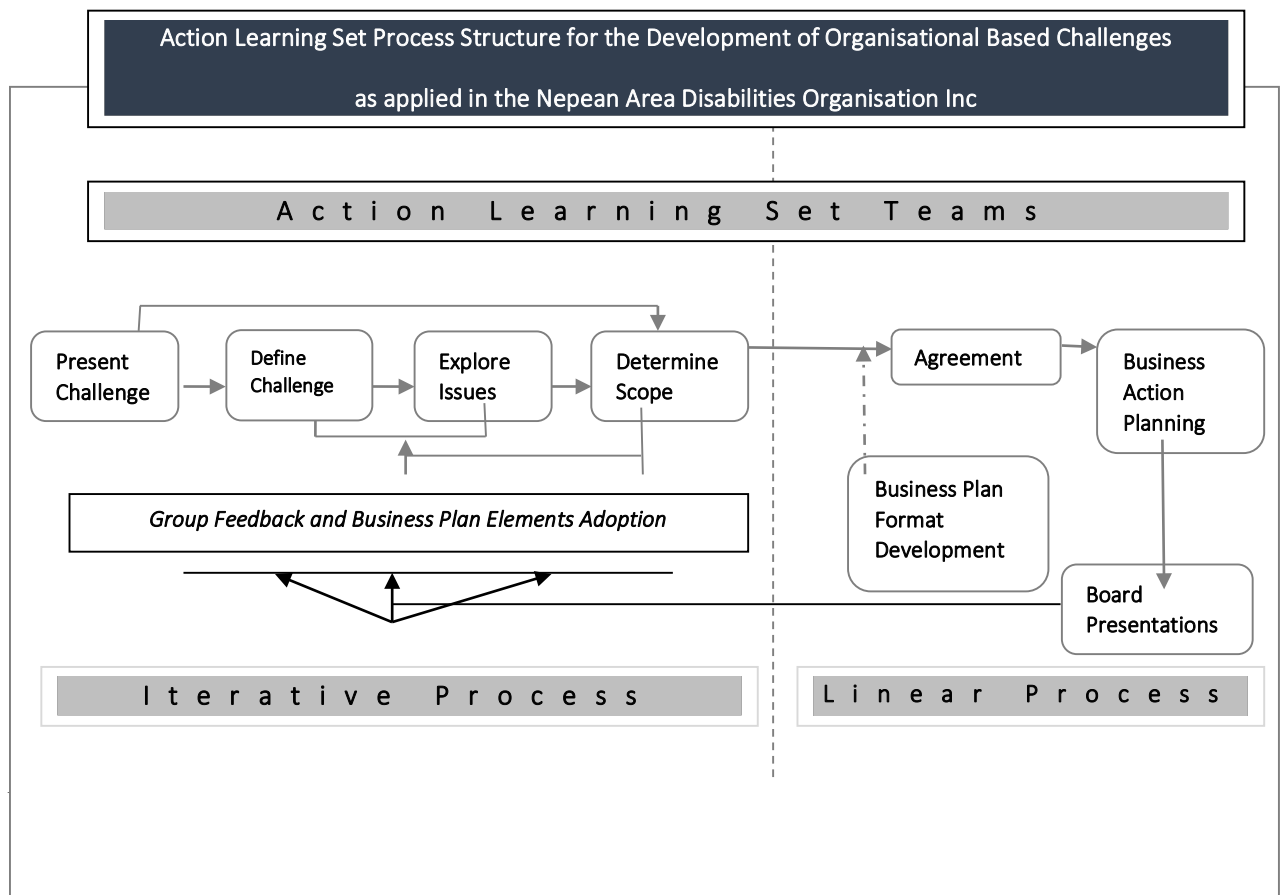 Action Learning Set Process Structure for the Development of Organisational Based Challenges
as applied in the Nepean Area Disabilities Organisation Inc
Action Learning Set Teams
Present
Challenge
Define
Challenge
Explore
Issues
Determine
Scope
Agreement
Business
Action
Planning
Business Plan
Format
Development
Group Feedback and Business Plan Elements Adoption
Board
Presentations
Iterative Process
Linear Process